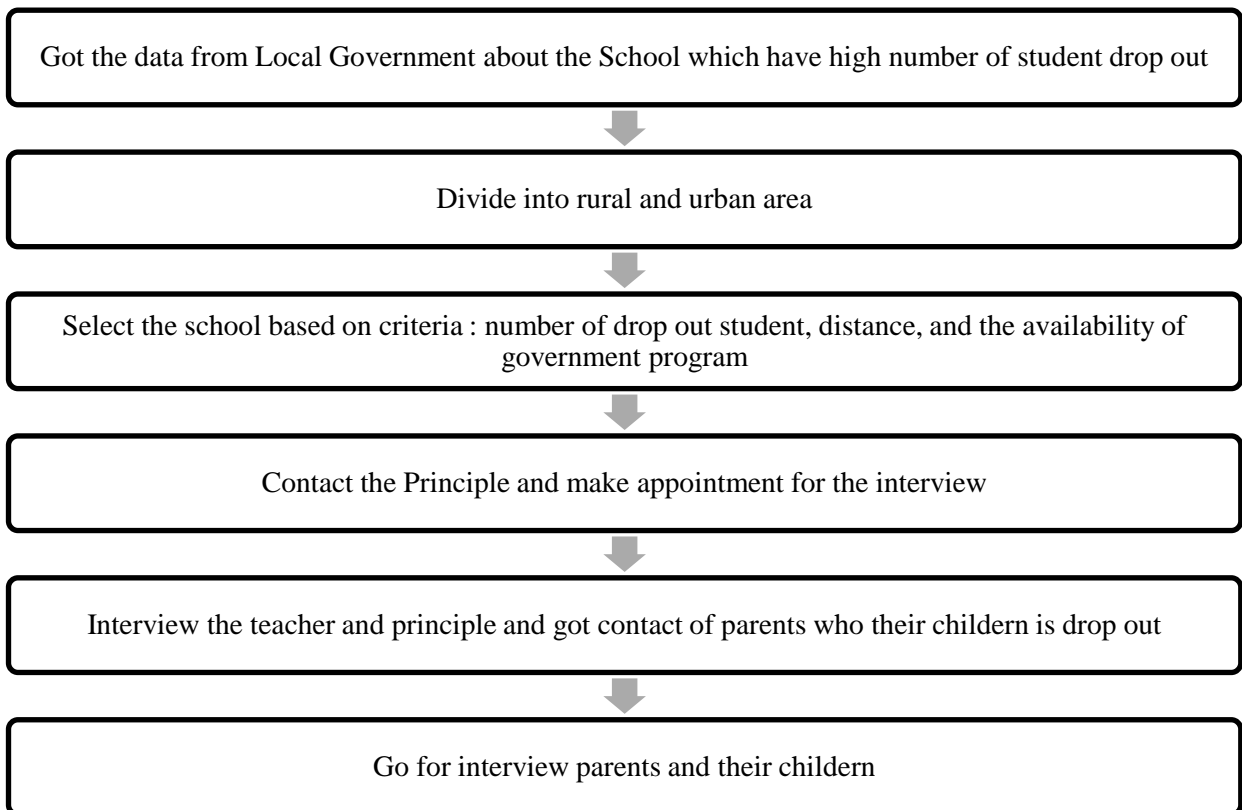 Got the data from Local Government about the School which have high number of student drop out
Divide into rural and urban area
Select the school based on criteria : number of drop out student, distance, and the availability of
government program
Contact the Principle and make appointment for the interview
Interview the teacher and principle and got contact of parents who their childern is drop out
Go for interview parents and their childern